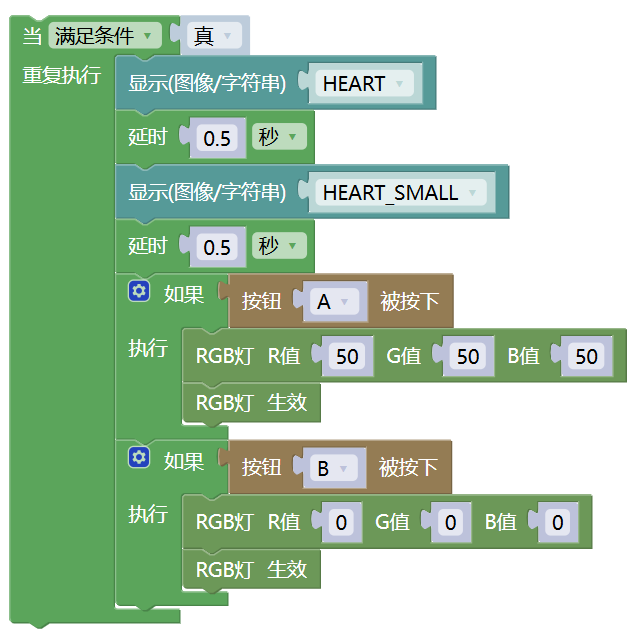 当 满足条件 真
重复执行 显示(图像/字符串) HEART
延时 0.5 秒
显示(图像/字符串) HEART_SMALL
延时 0.5 秒
如果 按钮 A 被按下
执行 RGB灯 R值 50 G值 50 B值 50
RGB灯 生效
如果 按钮 B 被按下
执行 RGB灯 R值 0 G值 0 B值 0
RGB灯 生效